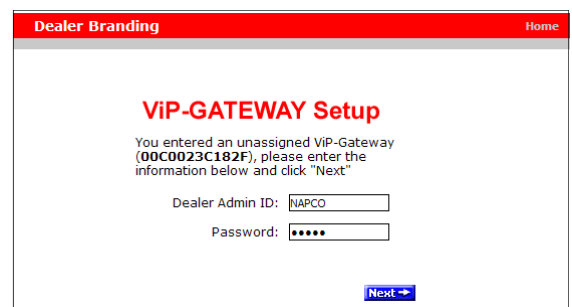 Dealer Branding Home
ViP-GATEWAY Setup
You entered an unassigned ViP-Gateway
(00C0023C182F), please enter the
information below and click "Next"
Dealer Admin ID: NAPCO
Password: •••••
Next